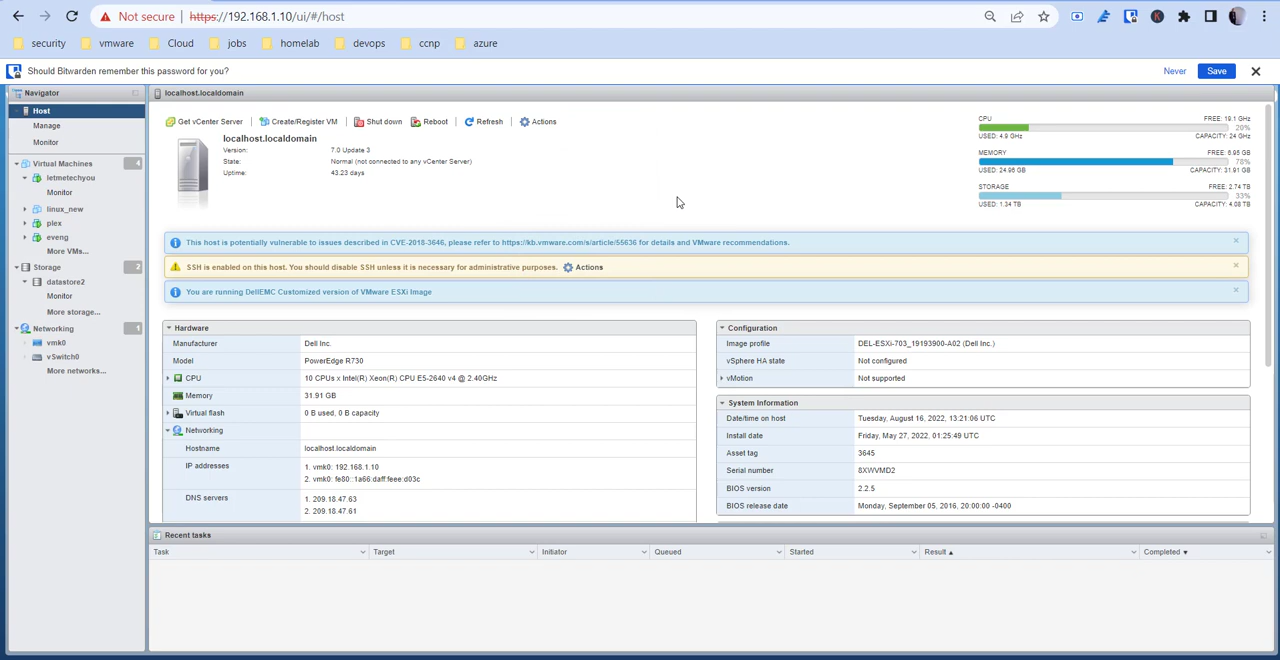 Not secure | https://192.168.1.10/ui/#/host
security vmware Cloud jobs homelab devops ccnp azure
Should Bitwarden remember this password for you? Never Save
Navigator
Host
Manage
Monitor
Virtual Machines 4
letmetechyou
Monitor
linux_new
plex
eveng
More VMs...
Storage 2
datastore2
Monitor
More storage...
Networking 1
vmk0
vSwitch0
More networks...
localhost.localdomain
Get vCenter Server | Create/Register VM | Shut down Reboot | Refresh | Actions
localhost.localdomain
Version: 7.0 Update 3
State: Normal (not connected to any vCenter Server)
Uptime: 43.23 days
CPU FREE: 19.1 GHz
20%
USED: 4.9 GHz CAPACITY: 24 GHz
MEMORY FREE: 6.95 GB
78%
USED: 24.96 GB CAPACITY: 31.91 GB
STORAGE FREE: 2.74 TB
33%
USED: 1.34 TB CAPACITY: 4.08 TB
This host is potentially vulnerable to issues described in CVE-2018-3646, please refer to https://kb.vmware.com/s/article/55636 for details and VMware recommendations.
SSH is enabled on this host. You should disable SSH unless it is necessary for administrative purposes. Actions
You are running DellEMC Customized version of VMware ESXi Image
Hardware
Manufacturer Dell Inc.
Model PowerEdge R730
CPU 10 CPUs x Intel(R) Xeon(R) CPU E5-2640 v4 @ 2.40GHz
Memory 31.91 GB
Virtual flash 0 B used, 0 B capacity
Networking
Hostname localhost.localdomain
IP addresses 1. vmk0: 192.168.1.10
2. vmk0: fe80::1a66:daff:feee:d03c
DNS servers 1. 209.18.47.63
2. 209.18.47.61
Configuration
Image profile DEL-ESXi-703_19193900-A02 (Dell Inc.)
vSphere HA state Not configured
vMotion Not supported
System Information
Date/time on host Tuesday, August 16, 2022, 13:21:06 UTC
Install date Friday, May 27, 2022, 01:25:49 UTC
Asset tag 3645
Serial number 8XWVMD2
BIOS version 2.2.5
BIOS release date Monday, September 05, 2016, 20:00:00 -0400
Recent tasks
Task Target Initiator Queued Started Result Completed